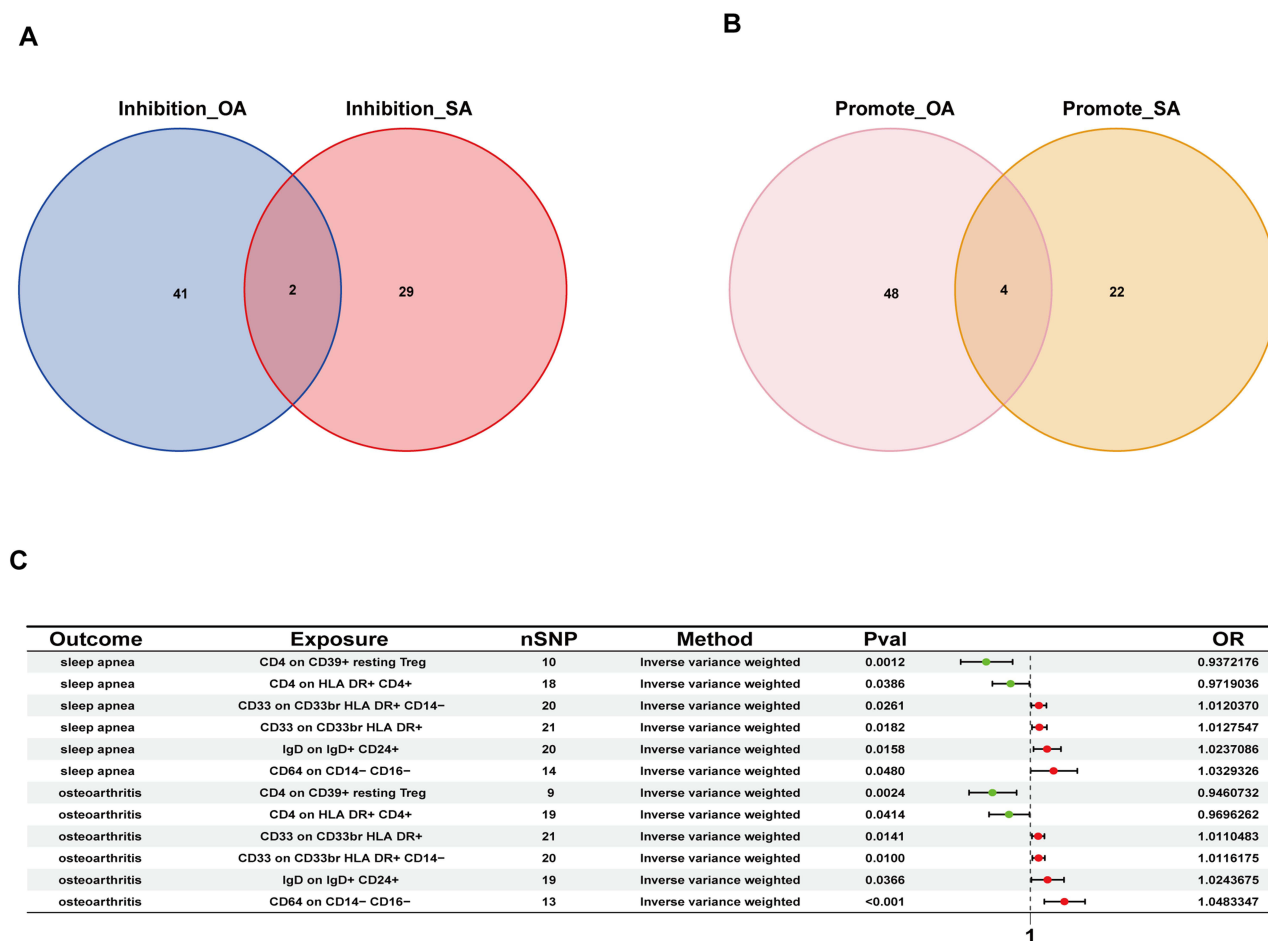 A
B
Inhibition_OA Inhibition_SA
Promote_OA Promote_SA
41 2 29
48 4 22
C
Outcome Exposure nSNP Method Pval OR
sleep apnea CD4 on CD39+ resting Treg 10 Inverse variance weighted 0.0012 0.9372176
sleep apnea CD4 on HLA DR+ CD4+ 18 Inverse variance weighted 0.0386 0.9719036
sleep apnea CD33 on CD33br HLA DR+ CD14− 20 Inverse variance weighted 0.0261 1.0120370
sleep apnea CD33 on CD33br HLA DR+ 21 Inverse variance weighted 0.0182 1.0127547
sleep apnea IgD on IgD+ CD24+ 20 Inverse variance weighted 0.0158 1.0237086
sleep apnea CD64 on CD14− CD16− 14 Inverse variance weighted 0.0480 1.0329326
osteoarthritis CD4 on CD39+ resting Treg 9 Inverse variance weighted 0.0024 0.9460732
osteoarthritis CD4 on HLA DR+ CD4+ 19 Inverse variance weighted 0.0414 0.9696262
osteoarthritis CD33 on CD33br HLA DR+ 21 Inverse variance weighted 0.0141 1.0110483
osteoarthritis CD33 on CD33br HLA DR+ CD14− 20 Inverse variance weighted 0.0100 1.0116175
osteoarthritis IgD on IgD+ CD24+ 19 Inverse variance weighted 0.0366 1.0243675
osteoarthritis CD64 on CD14− CD16− 13 Inverse variance weighted <0.001 1.0483347
1